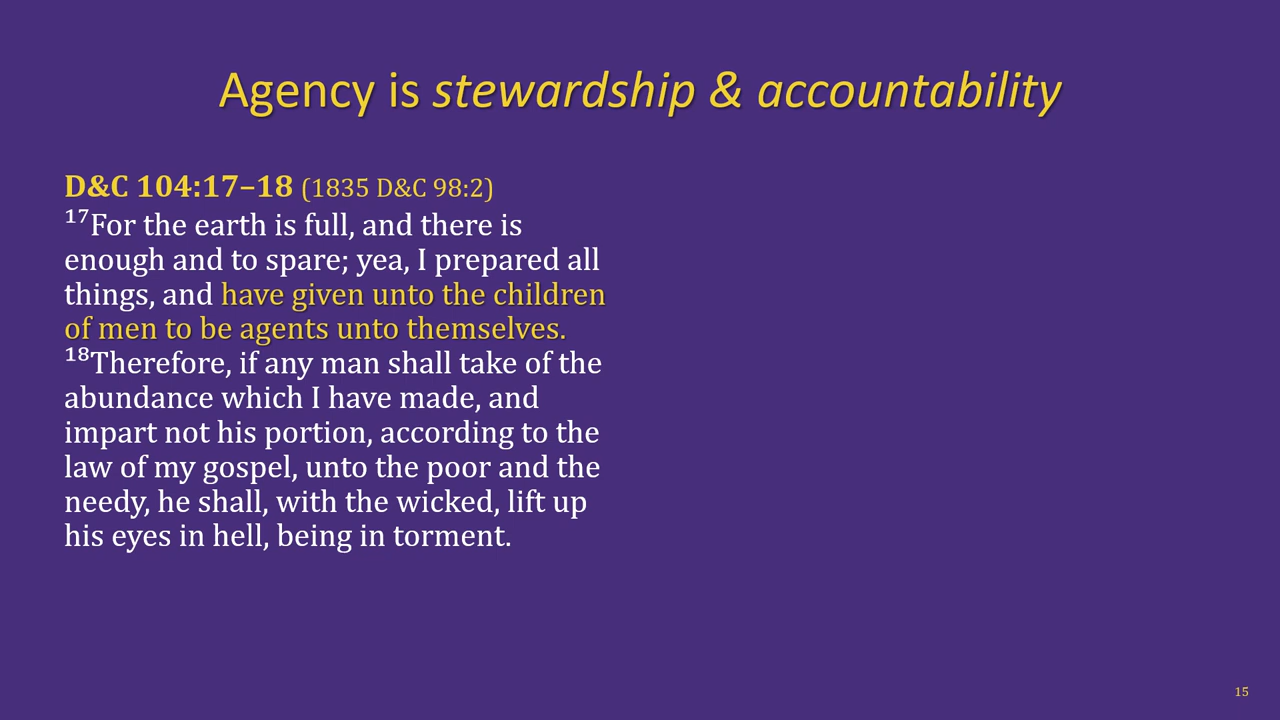 Agency is stewardship & accountability
D&C 104:17–18 (1835 D&C 98:2)
¹⁷For the earth is full, and there is
enough and to spare; yea, I prepared all
things, and have given unto the children
of men to be agents unto themselves.
¹⁸Therefore, if any man shall take of the
abundance which I have made, and
impart not his portion, according to the
law of my gospel, unto the poor and the
needy, he shall, with the wicked, lift up
his eyes in hell, being in torment.
15